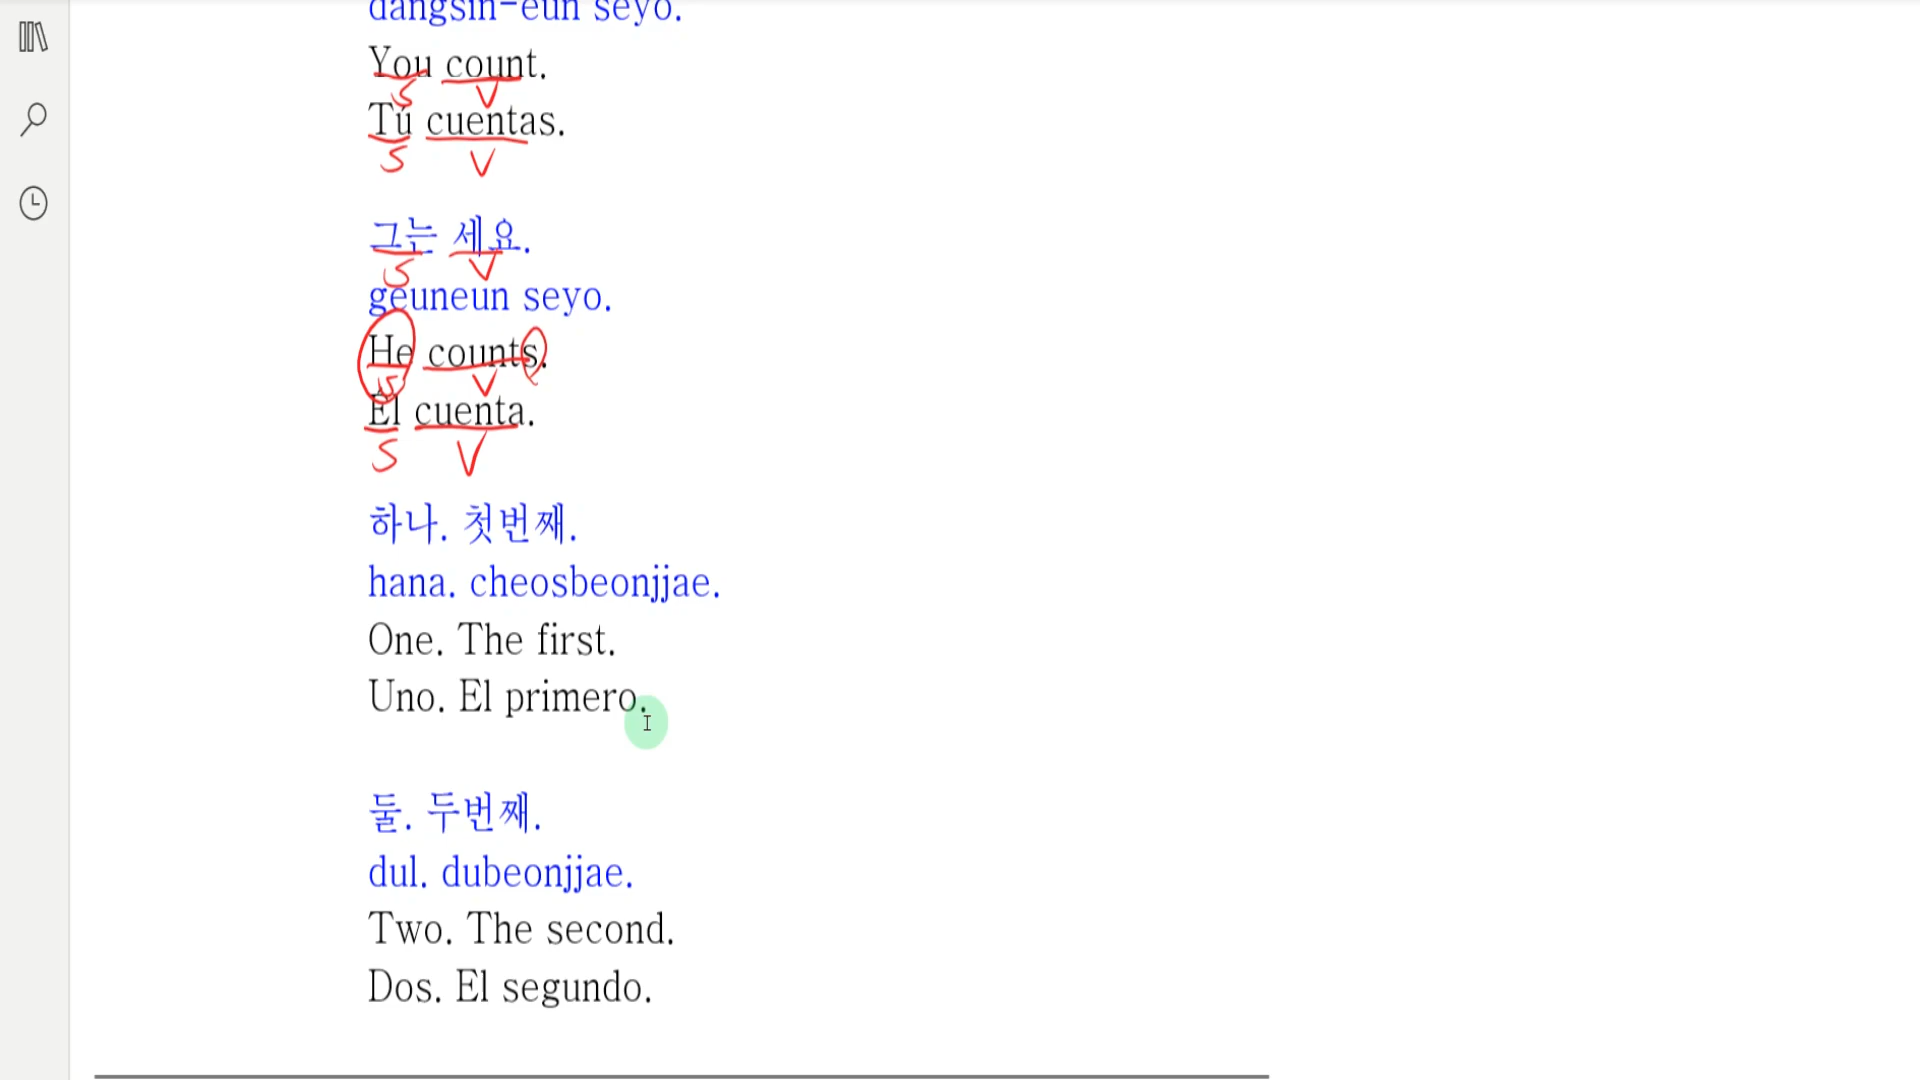 dangsin-eun seyo.
You count.
S V
Tú cuentas.
S V
그는 세요.
S V
geuneun seyo.
He counts.
S V
Él cuenta.
S V
하나. 첫번째.
hana. cheosbeonjjae.
One. The first.
Uno. El primero.
둘. 두번째.
dul. dubeonjjae.
Two. The second.
Dos. El segundo.